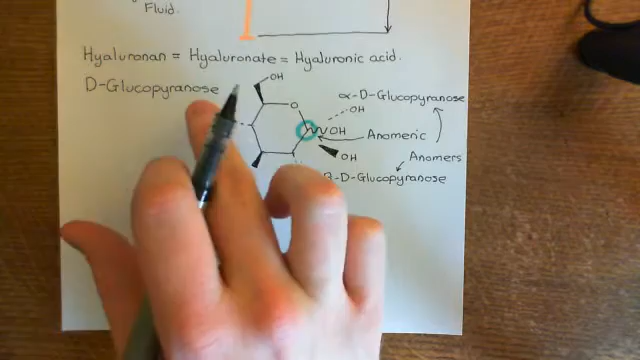 Fluid.
Hyaluronan = Hyaluronate = Hyaluronic acid.
D-Glucopyranose
OH
O
α-D-Glucopyranose
OH
OH
Anomeric
OH
Anomers
-D-Glucopyranose